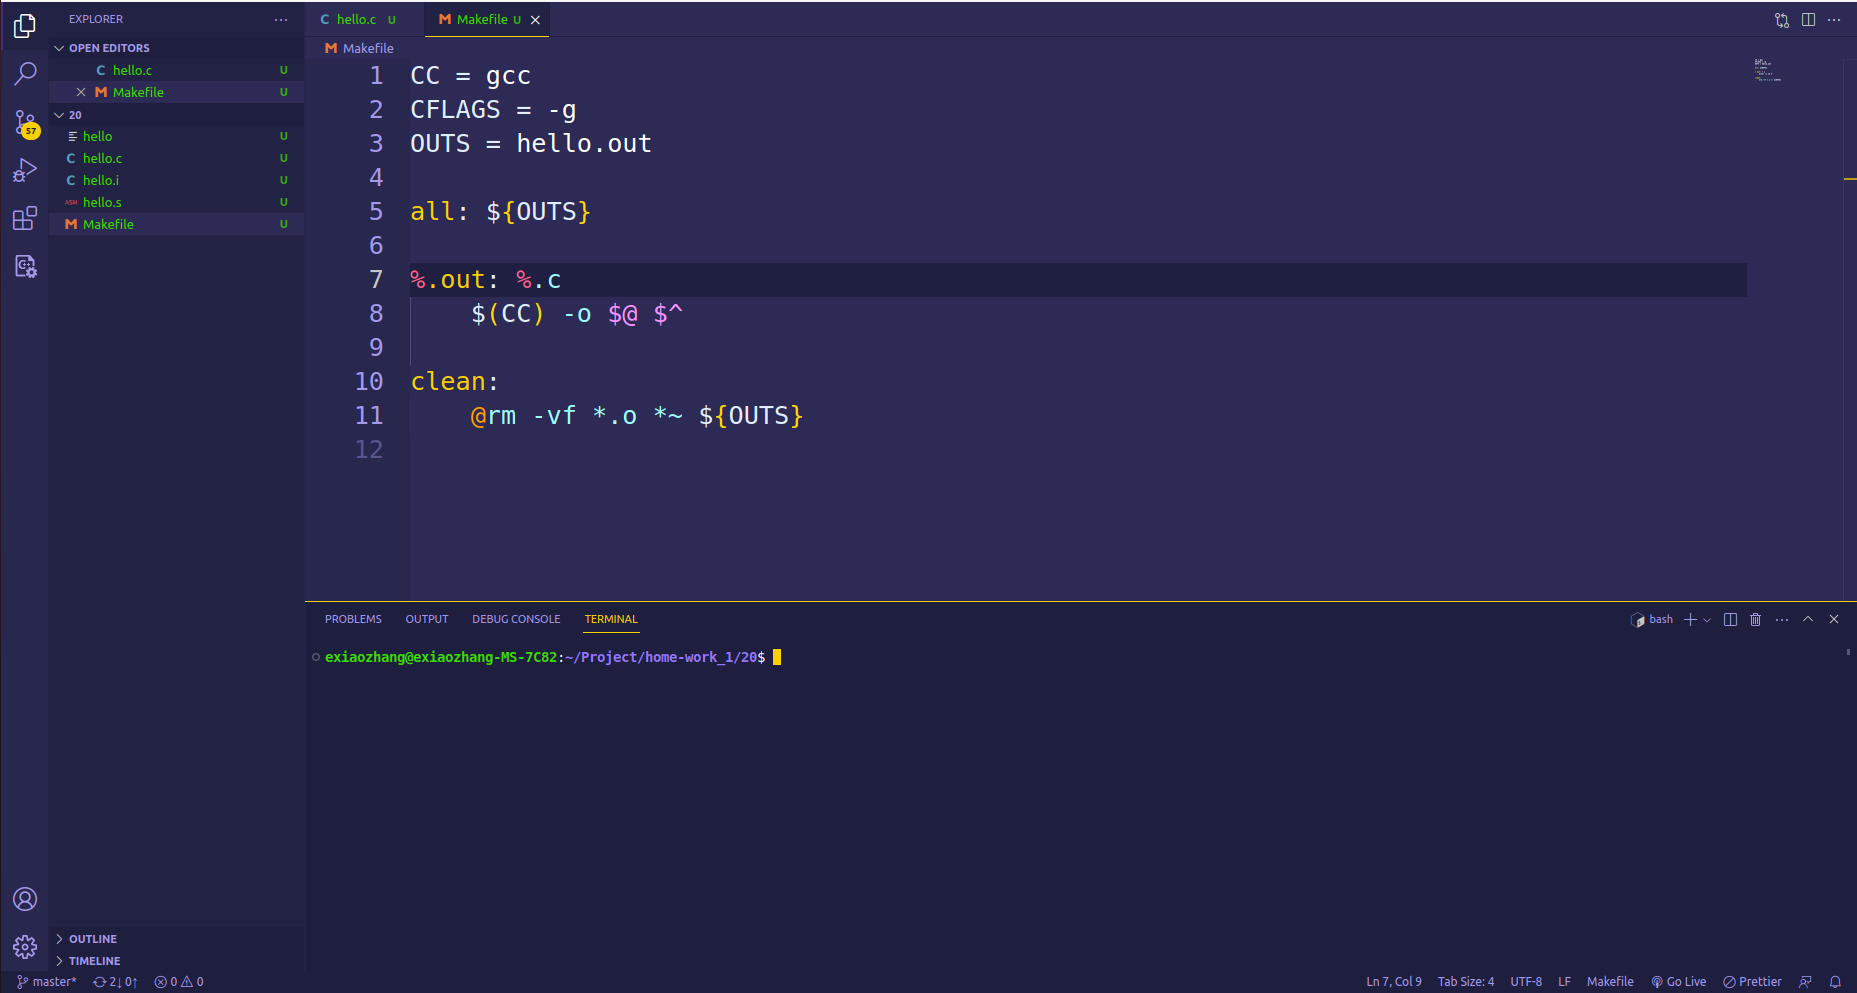 EXPLORER
OPEN EDITORS
C hello.c U
M Makefile U
20
hello U
C hello.c U
C hello.i U
ASM hello.s U
M Makefile U
OUTLINE
TIMELINE
57
C hello.c U
M Makefile U
M Makefile
1 CC = gcc
2 CFLAGS = -g
3 OUTS = hello.out
4
5 all: ${OUTS}
6
7 %.out: %.c
8 $(CC) -o $@ $^
9
10 clean:
11 @rm -vf *.o *~ ${OUTS}
12
PROBLEMS OUTPUT DEBUG CONSOLE TERMINAL
bash
exiaozhang@exiaozhang-MS-7C82:~/Project/home-work_1/20$
master* 2↓ 0↑ 0 0 Ln 7, Col 9 Tab Size: 4 UTF-8 LF Makefile Go Live Prettier